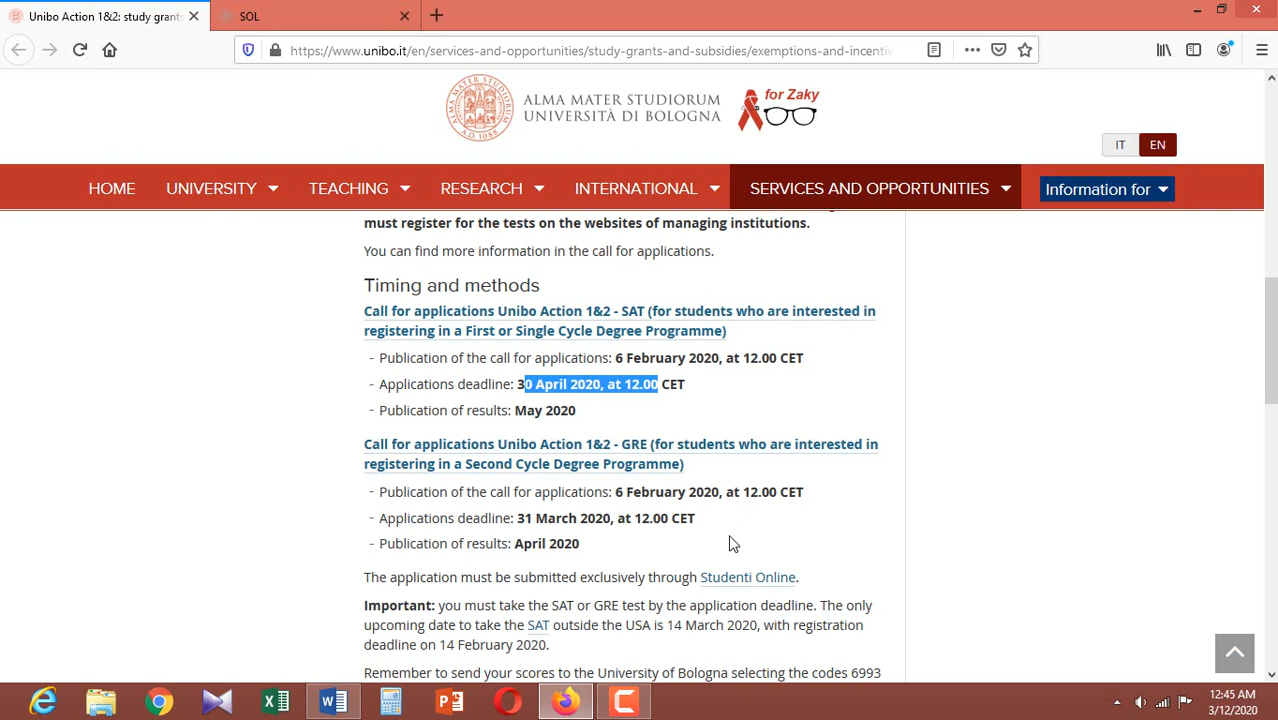 Unibo Action 1&2: study grants
SOL
https://www.unibo.it/en/services-and-opportunities/study-grants-and-subsidies/exemptions-and-incentiv
ALMA MATER STUDIORUM
UNIVERSITÀ DI BOLOGNA
for Zaky
IT EN
HOME UNIVERSITY TEACHING RESEARCH INTERNATIONAL SERVICES AND OPPORTUNITIES Information for
must register for the tests on the websites of managing institutions.
You can find more information in the call for applications.
Timing and methods
Call for applications Unibo Action 1&2 - SAT (for students who are interested in
registering in a First or Single Cycle Degree Programme)
- Publication of the call for applications: 6 February 2020, at 12.00 CET
- Applications deadline: 30 April 2020, at 12.00 CET
- Publication of results: May 2020
Call for applications Unibo Action 1&2 - GRE (for students who are interested in
registering in a Second Cycle Degree Programme)
- Publication of the call for applications: 6 February 2020, at 12.00 CET
- Applications deadline: 31 March 2020, at 12.00 CET
- Publication of results: April 2020
The application must be submitted exclusively through Studenti Online.
Important: you must take the SAT or GRE test by the application deadline. The only
upcoming date to take the SAT outside the USA is 14 March 2020, with registration
deadline on 14 February 2020.
Remember to send your scores to the University of Bologna selecting the codes 6993
12:45 AM
3/12/2020